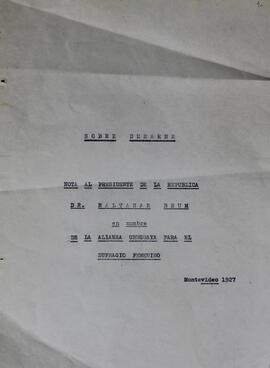 SOBRE DESARME
NOTA AL PRESIDENTE DE LA REPUBLICA
DR. BALTASAR BRUM
en nombre
DE LA ALIANZA URUGUAYA PARA EL
SUFRAGIO FEMENINO
Montevideo 1927